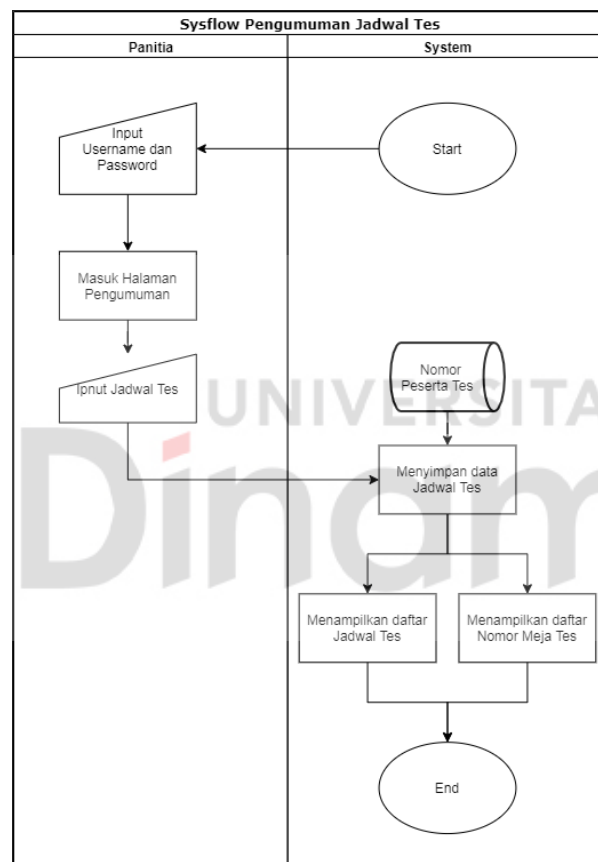 Sysflow Pengumuman Jadwal Tes
Panitia
System
Input
Username dan
Password
Start
Masuk Halaman
Pengumuman
Ipnut Jadwal Tes
Nomor
Peserta Tes
Menyimpan data
Jadwal Tes
Menampilkan daftar
Jadwal Tes
Menampilkan daftar
Nomor Meja Tes
End
UNIVERSITA
Dinam